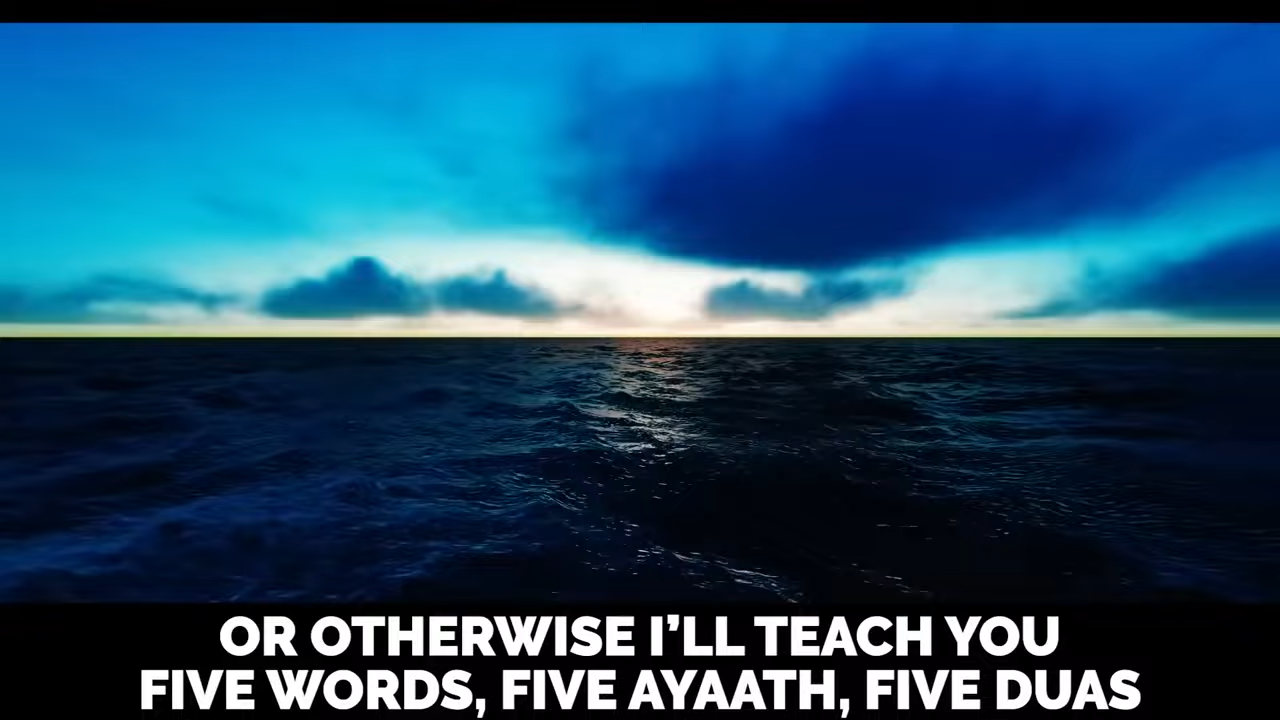 OR OTHERWISE I’LL TEACH YOU
FIVE WORDS, FIVE AYAATH, FIVE DUAS